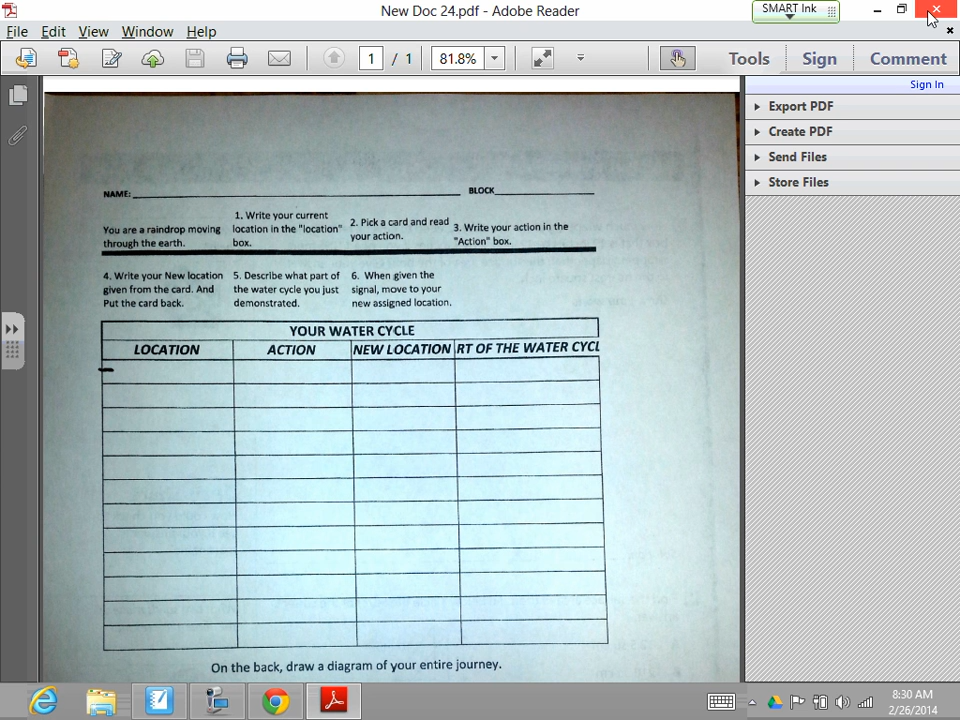 New Doc 24.pdf - Adobe Reader
SMART Ink
File Edit View Window Help
1 / 1 81.8% Tools Sign Comment
Sign In
Export PDF
Create PDF
Send Files
Store Files
NAME: BLOCK
You are a raindrop moving
through the earth.
1. Write your current
location in the "location"
box.
2. Pick a card and read
your action.
3. Write your action in the
"Action" box.
4. Write your New location
given from the card. And
Put the card back.
5. Describe what part of
the water cycle you just
demonstrated.
6. When given the
signal, move to your
new assigned location.
YOUR WATER CYCLE
LOCATION ACTION NEW LOCATION RT OF THE WATER CYCL
On the back, draw a diagram of your entire journey.
8:30 AM
2/26/2014